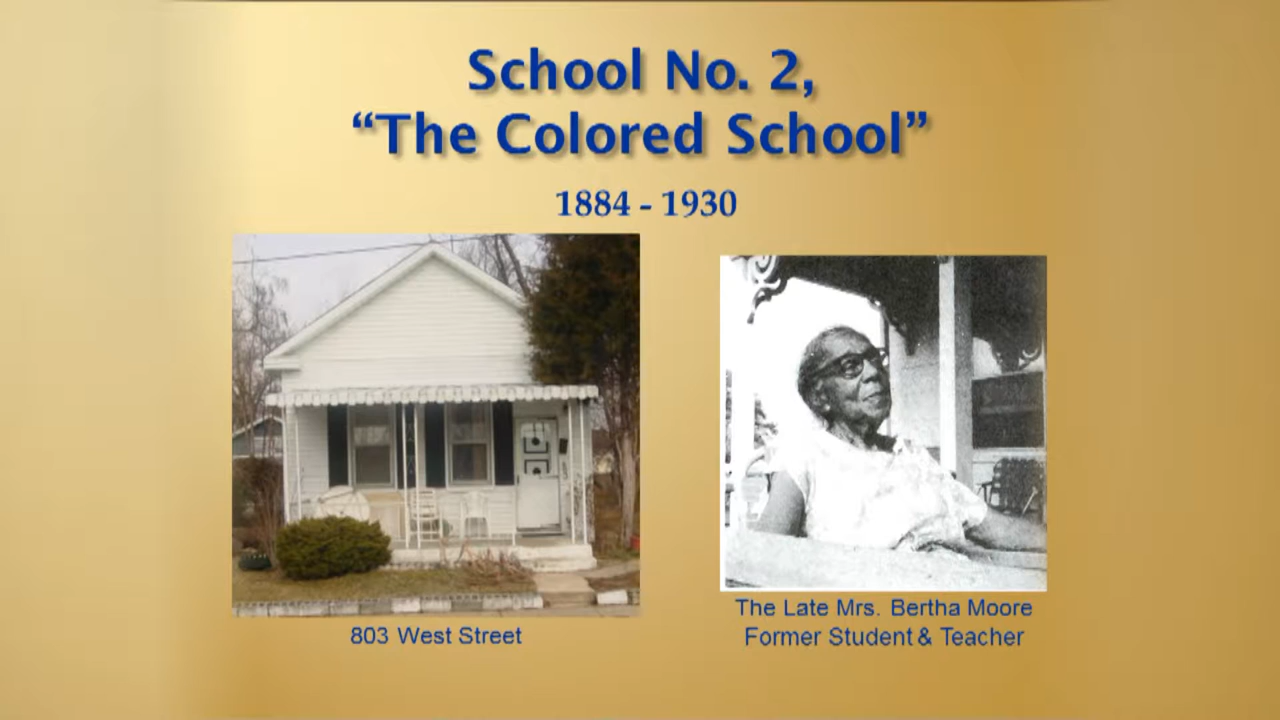 School No. 2,
“The Colored School”
1884 - 1930
803 West Street
The Late Mrs. Bertha Moore
Former Student & Teacher